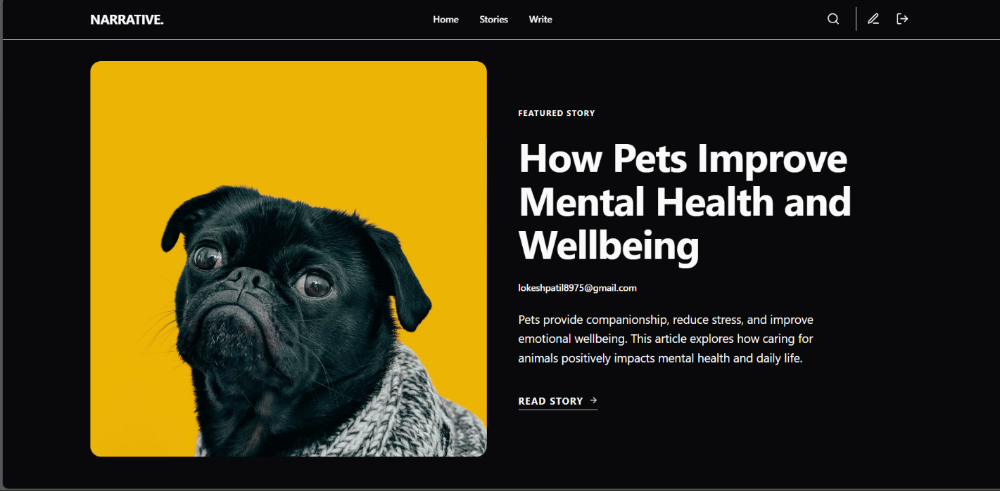 NARRATIVE.
Home Stories Write
FEATURED STORY
How Pets Improve
Mental Health and
Wellbeing
lokeshpatil8975@gmail.com
Pets provide companionship, reduce stress, and improve
emotional wellbeing. This article explores how caring for
animals positively impacts mental health and daily life.
READ STORY →